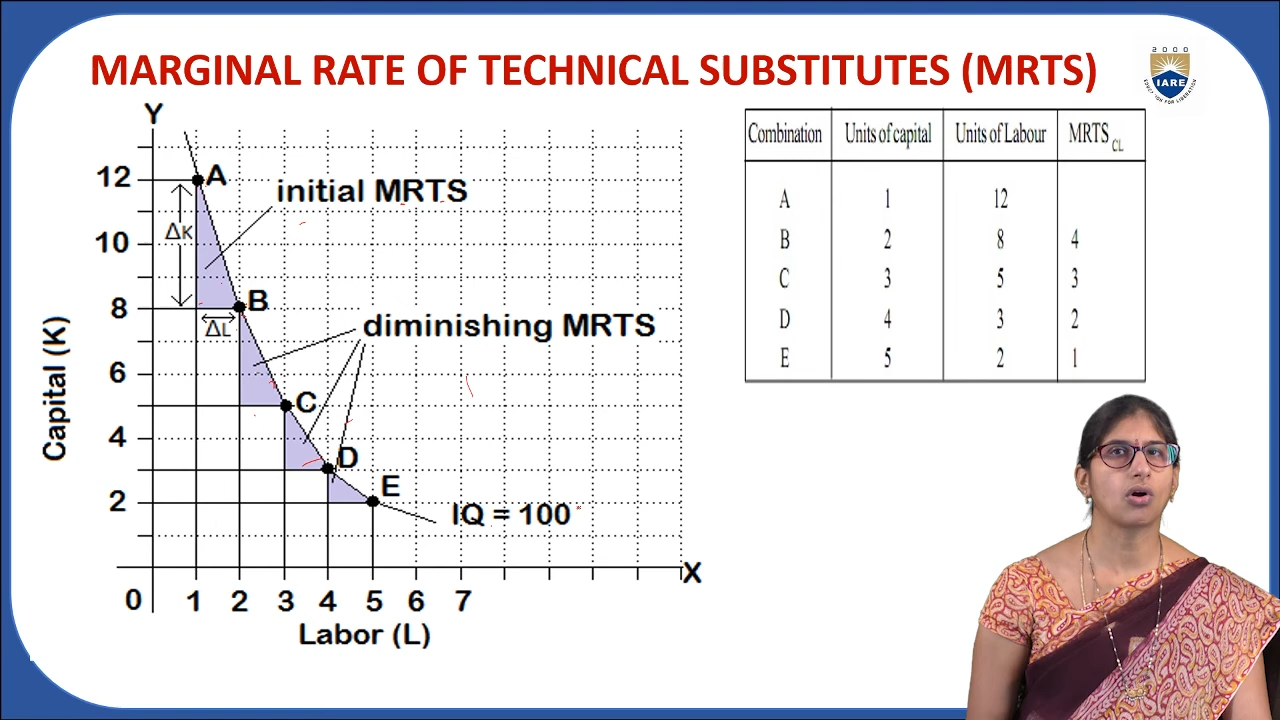 MARGINAL RATE OF TECHNICAL SUBSTITUTES (MRTS)
2000
IARE
Y
12
10
8
6
4
2
0
1 2 3 4 5 6 7
X
Capital (K)
Labor (L)
A
B
C
D
E
ΔK
ΔL
initial MRTS
diminishing MRTS
IQ = 100
Combination Units of capital Units of Labour MRTS CL
A 1 12
B 2 8 4
C 3 5 3
D 4 3 2
E 5 2 1